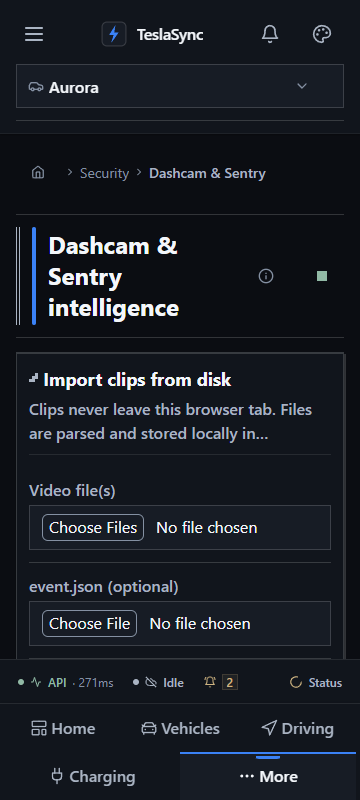 TeslaSync
Aurora
Security
Dashcam & Sentry
Dashcam &
Sentry
intelligence
Import clips from disk
Clips never leave this browser tab. Files
are parsed and stored locally in...
Video file(s)
Choose Files No file chosen
event.json (optional)
Choose File No file chosen
API · 271ms
Idle
2
Status
Home
Vehicles
Driving
Charging
More